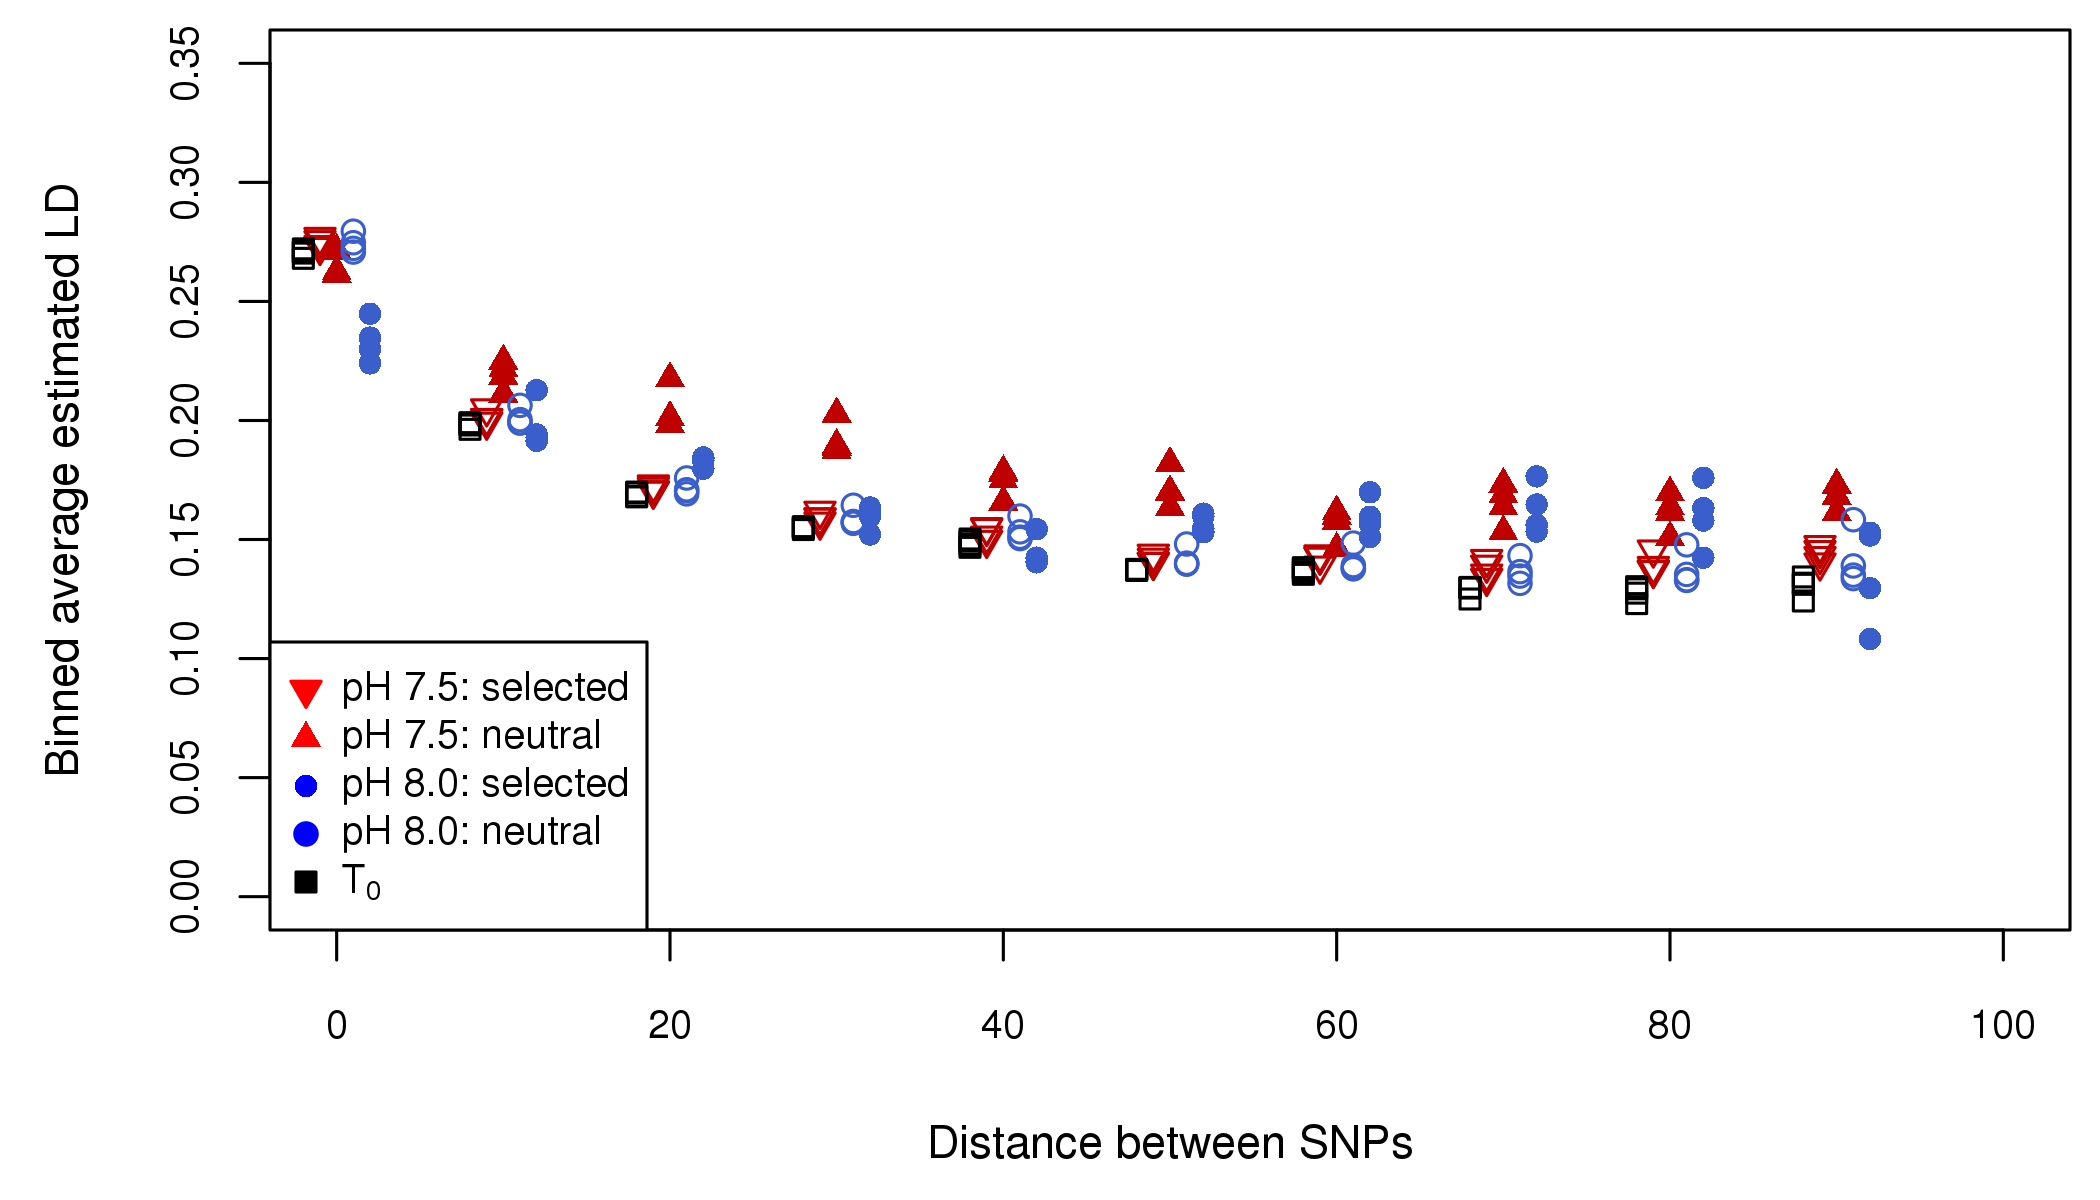 0.35
0.30
0.25
0.20
0.15
0.10
0.05
0.00
Binned average estimated LD
pH 7.5: selected
pH 7.5: neutral
pH 8.0: selected
pH 8.0: neutral
T0
0 20 40 60 80 100
Distance between SNPs